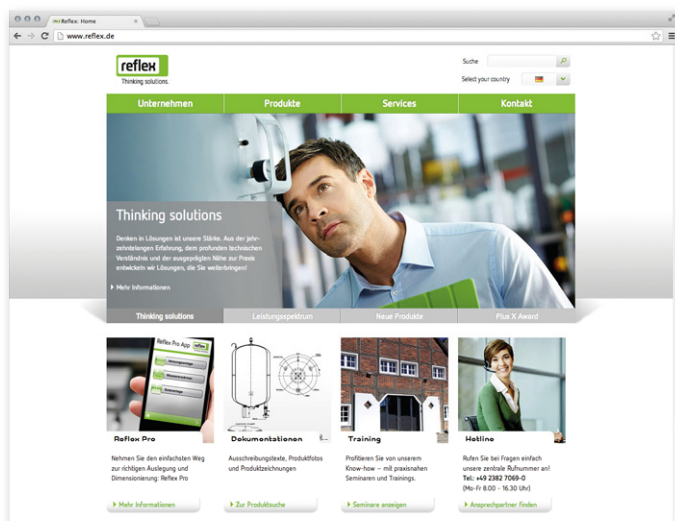 Reflex: Home
www.reflex.de
reflex
Thinking solutions.
Suche
Select your country
Unternehmen
Produkte
Services
Kontakt
Thinking solutions
Denken in Lösungen ist unsere Stärke. Aus der jahr-
zehntelangen Erfahrung, dem profunden technischen
Verständnis und der ausgeprägten Nähe zur Praxis
entwickeln wir Lösungen, die Sie weiterbringen!
Mehr Informationen
Thinking solutions
Leistungsspektrum
Neue Produkte
Plus X Award
Reflex Pro App
reflex
Reflex Pro
Nehmen Sie den einfachsten Weg
zur richtigen Auslegung und
Dimensionierung: Reflex Pro
Mehr Informationen
Dokumentationen
Ausschreibungstexte, Produktfotos
und Produktzeichnungen
Zur Produktsuche
Training
Profitieren Sie von unserem
Know-how – mit praxisnahen
Seminaren und Trainings.
Seminare anzeigen
Hotline
Rufen Sie bei Fragen einfach
unsere zentrale Rufnummer an!
Tel.: +49 2382 7069-0
(Mo-Fr 8.00 - 16.30 Uhr)
Ansprechpartner finden